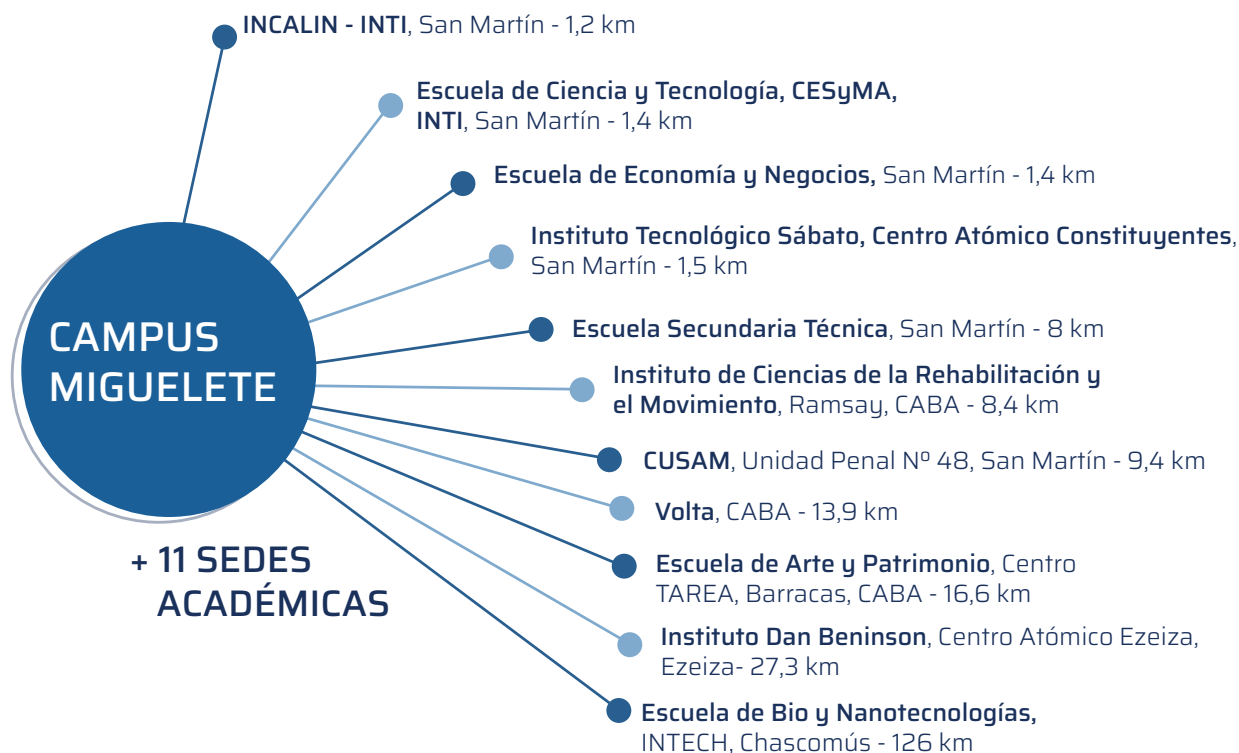 INCALIN - INTI, San Martín - 1,2 km
Escuela de Ciencia y Tecnología, CESyMA,
INTI, San Martín - 1,4 km
Escuela de Economía y Negocios, San Martín - 1,4 km
Instituto Tecnológico Sábato, Centro Atómico Constituyentes,
San Martín - 1,5 km
Escuela Secundaria Técnica, San Martín - 8 km
CAMPUS
MIGUELETE
Instituto de Ciencias de la Rehabilitación y
el Movimiento, Ramsay, CABA - 8,4 km
CUSAM, Unidad Penal Nº 48, San Martín - 9,4 km
Volta, CABA - 13,9 km
+ 11 SEDES
ACADÉMICAS
Escuela de Arte y Patrimonio, Centro
TAREA, Barracas, CABA - 16,6 km
Instituto Dan Beninson, Centro Atómico Ezeiza,
Ezeiza- 27,3 km
Escuela de Bio y Nanotecnologías,
INTECH, Chascomús - 126 km